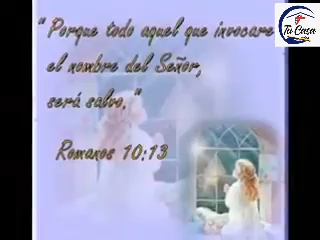 "Porque todo aquel que invocare
el nombre del Señor,
será salvo."
Romanos 10:13
Tu Casa